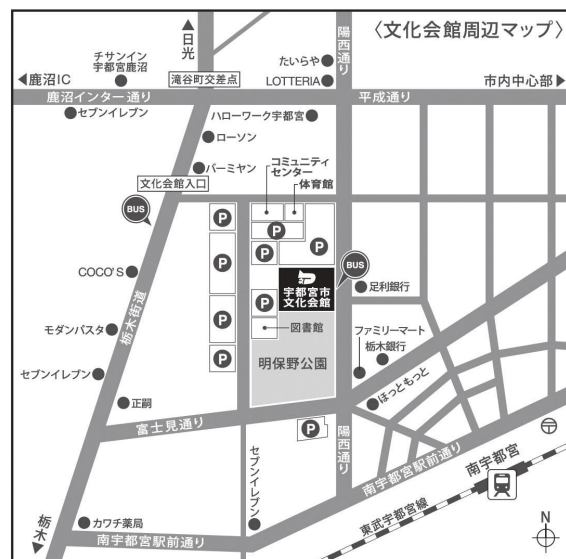 〈文化会館周辺マップ〉
▲日光
陽西通り
たいらや
LOTTERIA
チサンイン
宇都宮鹿沼
滝谷町交差点
◀鹿沼IC
市内中心部▶
鹿沼インター通り
平成通り
セブンイレブン
ハローワーク宇都宮
ローソン
バーミヤン
コミュニティ
センター
体育館
文化会館入口
BUS
P
P
P
P
P
BUS
COCO'S
P
宇都宮市
文化会館
足利銀行
栃木街道
モダンパスタ
P
図書館
ファミリーマート
栃木銀行
セブンイレブン
P
明保野公園
正嗣
ほっともっと
富士見通り
P
陽西通り
セブンイレブン
南宇都宮駅前通り
南宇都宮
東武宇都宮線
カワチ薬局
南宇都宮駅前通り
栃木▼
N